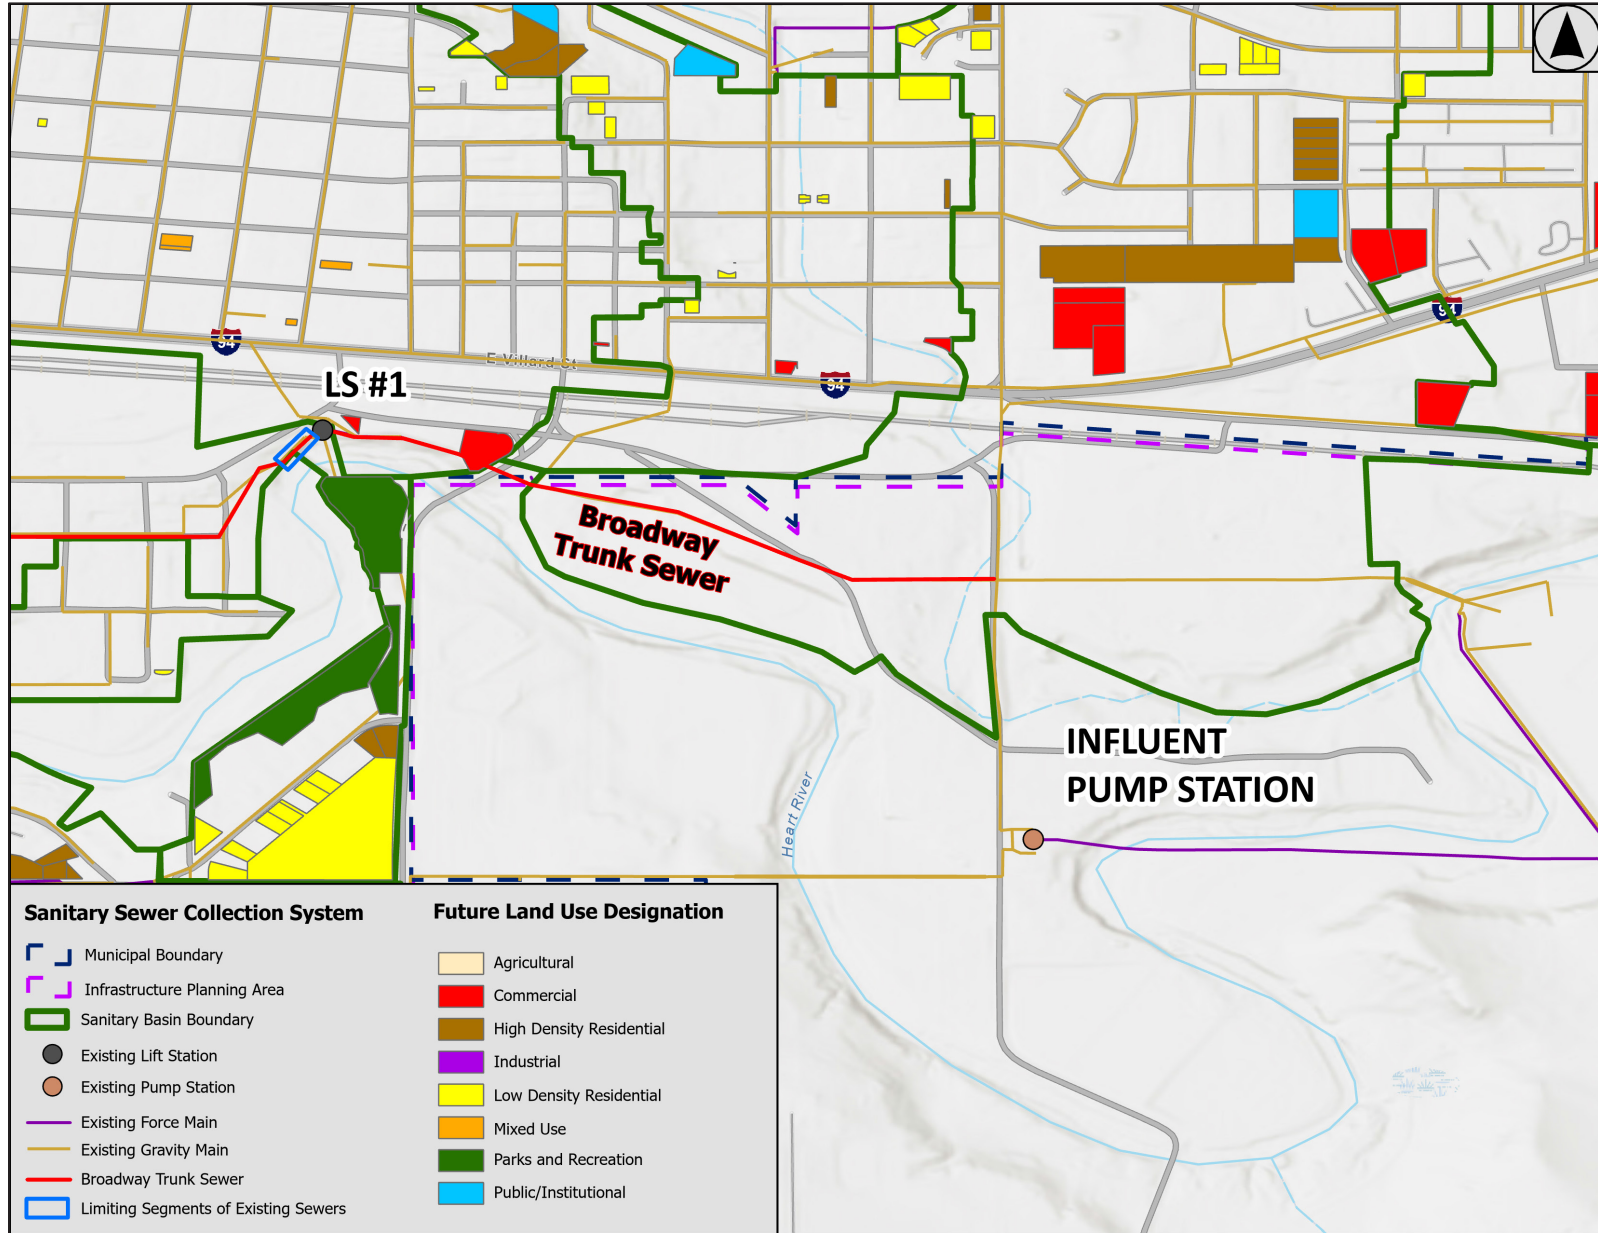 94
94
94
E Villard St
LS #1
Broadway
Trunk Sewer
INFLUENT
PUMP STATION
Heart River
Sanitary Sewer Collection System
Municipal Boundary
Infrastructure Planning Area
Sanitary Basin Boundary
Existing Lift Station
Existing Pump Station
Existing Force Main
Existing Gravity Main
Broadway Trunk Sewer
Limiting Segments of Existing Sewers
Future Land Use Designation
Agricultural
Commercial
High Density Residential
Industrial
Low Density Residential
Mixed Use
Parks and Recreation
Public/Institutional